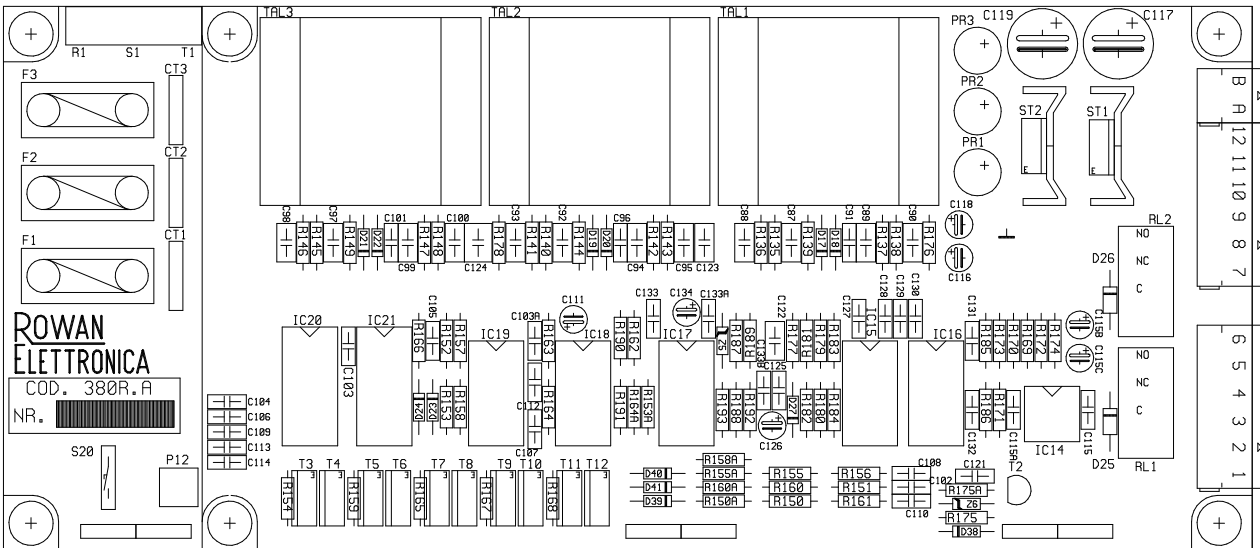 TAL3 TAL2 TAL1
PR3 C119 C117
R1 S1 T1
F3 CT3
PR2
B A
ST2 ST1
F2 CT2
PR1
E E
12 11 10 9 8 7
F1 CT1
C98 R146 R145 C97 R149 D21 D22 C101 C99 R147 R148 C100 C124 R178 C93 R141 R140 C92 R144 D19 D20 C96 C94 R142 R143 C95 C123 C88 R136 R135 C87 R139 D17 D18 C91 C89 R137 R138 C90 R176 C118 C116
RL2
NO
NC
C
D26
ROWAN
ELETTRONICA
COD. 380R.A
NR.
IC20 IC21 C103 R166 C105 R152 R157 IC19 C103A R163 C111 IC18 R190 R162 C133 C134 C133A IC17 Z5 R187 R189 C122 R177 R181 R179 R183 C127 IC15 C128 C129 C130 IC16 C131 R185 R173 R170 R169 R172 R174 C115B C115C
C133B C125
D24 D23 R153 R158 C112 R164 C107 R191 R164A R153A R193 R188 R192 C126 D27 R182 R180 R184 C132 R186 R171 C115A IC14 C115 D25
NO
NC
C
RL1
6 5 4 3 2 1
C104
C106
C109
C113
C114
S20 P12
R154 T3 T4 R159 T5 T6 R165 T7 T8 R167 T9 T10 R168 T11 T12
D40
D41
D39
R158A
R155A
R160A
R150A
R155
R160
R150
R156
R151
R161
C108
C102
C110
C121 T2
R175A
Z6
R175
D38